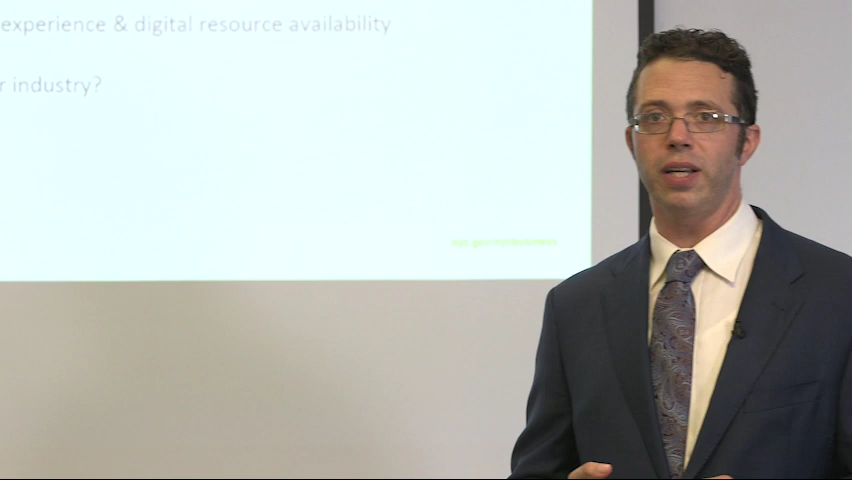 experience & digital resource availability
r industry?